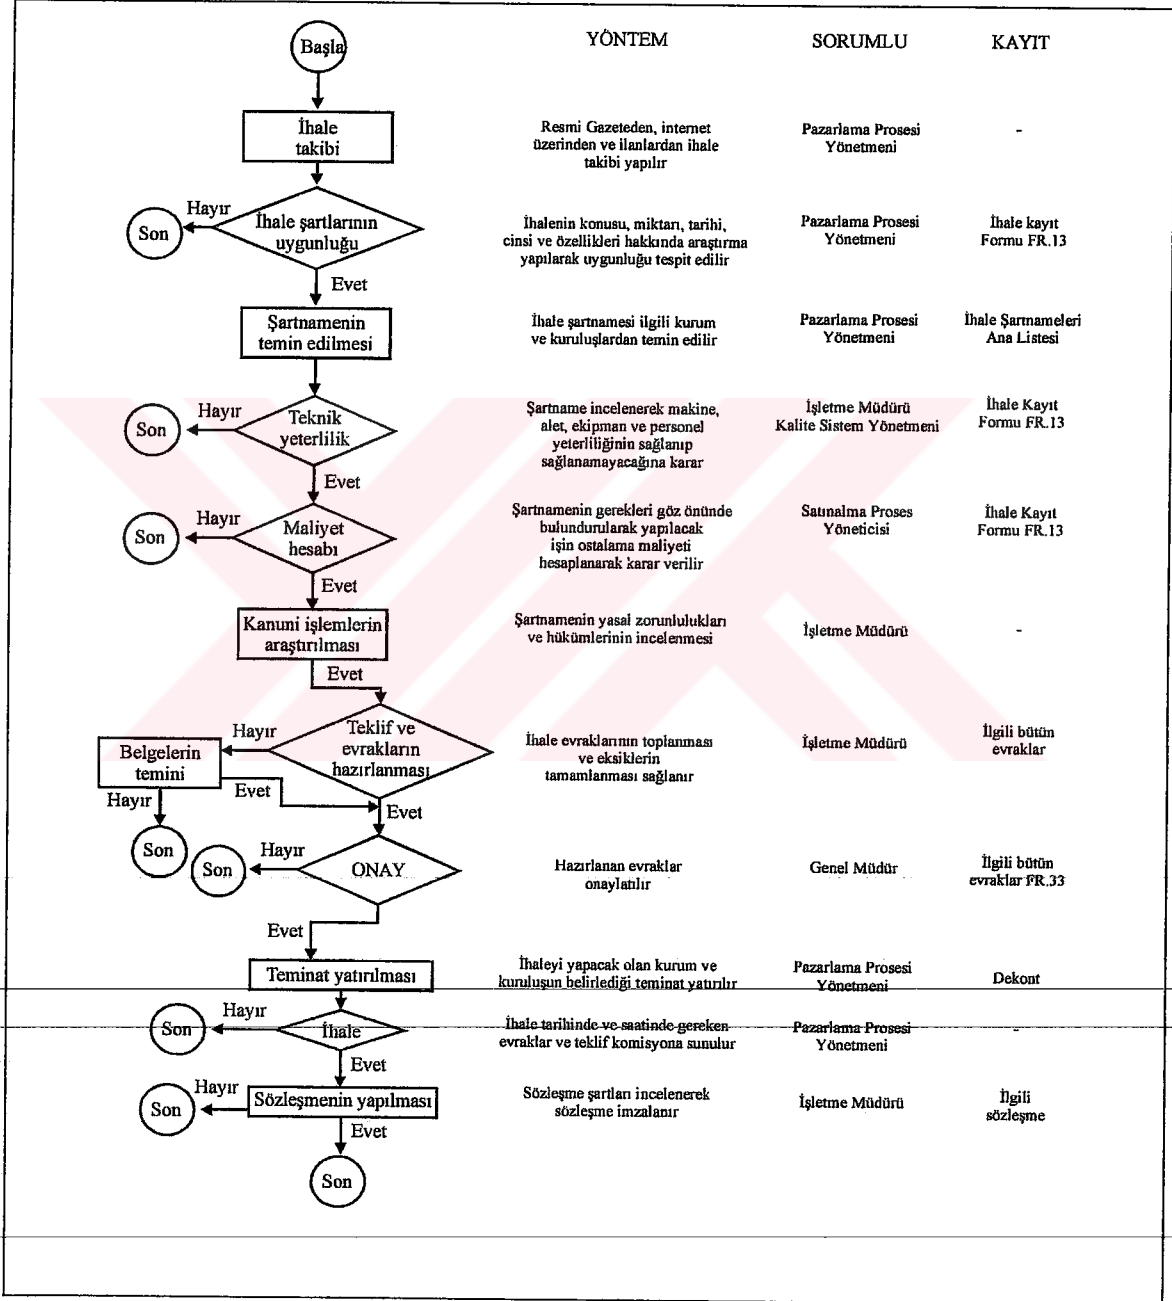 Başla
YÖNTEM
SORUMLU
KAYIT
İhale
takibi
Resmi Gazeteden, internet
üzerinden ve ilanlardan ihale
takibi yapılır
Pazarlama Prosesi
Yönetmeni
-
Hayır
Son
İhale şartlarının
uygunluğu
İhalenin konusu, miktarı, tarihi,
cinsi ve özellikleri hakkında araştırma
yapılarak uygunluğu tespit edilir
Pazarlama Prosesi
Yönetmeni
İhale kayıt
Formu FR.13
Evet
Şartnamenin
temin edilmesi
İhale şartnamesi ilgili kurum
ve kuruluşlardan temin edilir
Pazarlama Prosesi
Yönetmeni
İhale Şartnameleri
Ana Listesi
Hayır
Son
Teknik
yeterlilik
Şartname incelenerek makine,
alet, ekipman ve personel
yeterliliğinin sağlanıp
sağlanamayacağına karar
İşletme Müdürü
Kalite Sistem Yönetmeni
İhale Kayıt
Formu FR.13
Evet
Hayır
Son
Maliyet
hesabı
Şartnamenin gerekleri göz önünde
bulundurularak yapılacak
işin ostalama maliyeti
hesaplanarak karar verilir
Satınalma Proses
Yöneticisi
İhale Kayıt
Formu FR.13
Evet
Kanuni işlemlerin
araştırılması
Şartnamenin yasal zorunlulukları
ve hükümlerinin incelenmesi
İşletme Müdürü
-
Evet
Hayır
Teklif ve
evrakların
hazırlanması
İhale evraklarının toplanması
ve eksiklerin
tamamlanması sağlanır
İşletme Müdürü
İlgili bütün
evraklar
Belgelerin
temini
Hayır
Evet
Evet
Son
Hayır
Son
ONAY
Hazırlanan evraklar
onaylatılır
Genel Müdür
İlgili bütün
evraklar FR.33
Evet
Teminat yatırılması
İhaleyi yapacak olan kurum ve
kuruluşun belirlediği teminat yatırılır
Pazarlama Prosesi
Yönetmeni
Dekont
Hayır
Son
İhale
İhale tarihinde ve saatinde gereken
evraklar ve teklif komisyona sunulur
Pazarlama Prosesi
Yönetmeni
-
Evet
Hayır
Son
Sözleşmenin yapılması
Sözleşme şartları incelenerek
sözleşme imzalanır
İşletme Müdürü
İlgili
sözleşme
Evet
Son